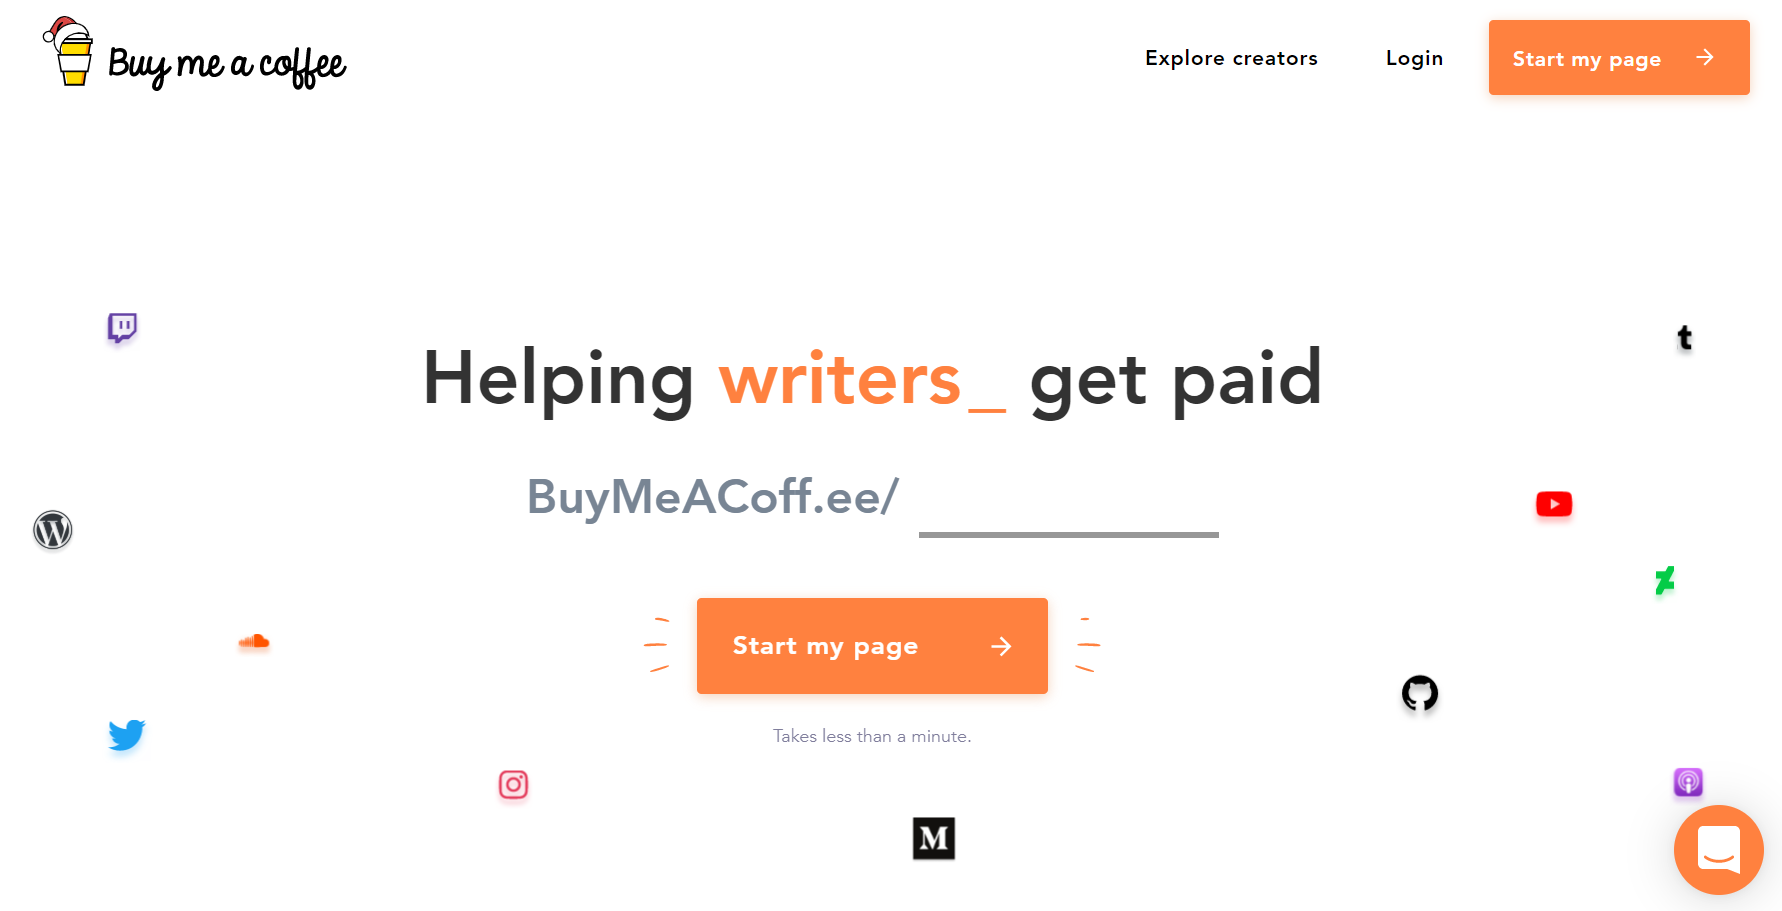 Buy me a coffee
Explore creators
Login
Start my page
Helping writers_ get paid
BuyMeACoff.ee/
Start my page
Takes less than a minute.